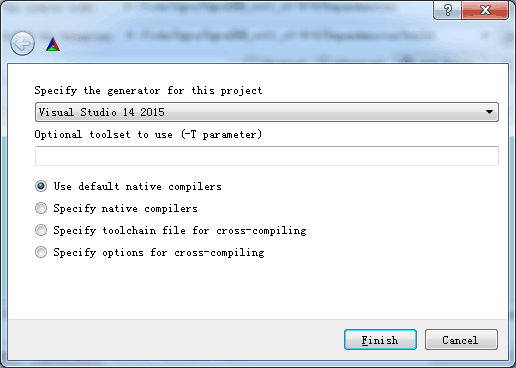 Specify the generator for this project
Visual Studio 14 2015
Optional toolset to use (-T parameter)
Use default native compilers
Specify native compilers
Specify toolchain file for cross-compiling
Specify options for cross-compiling
Finish
Cancel